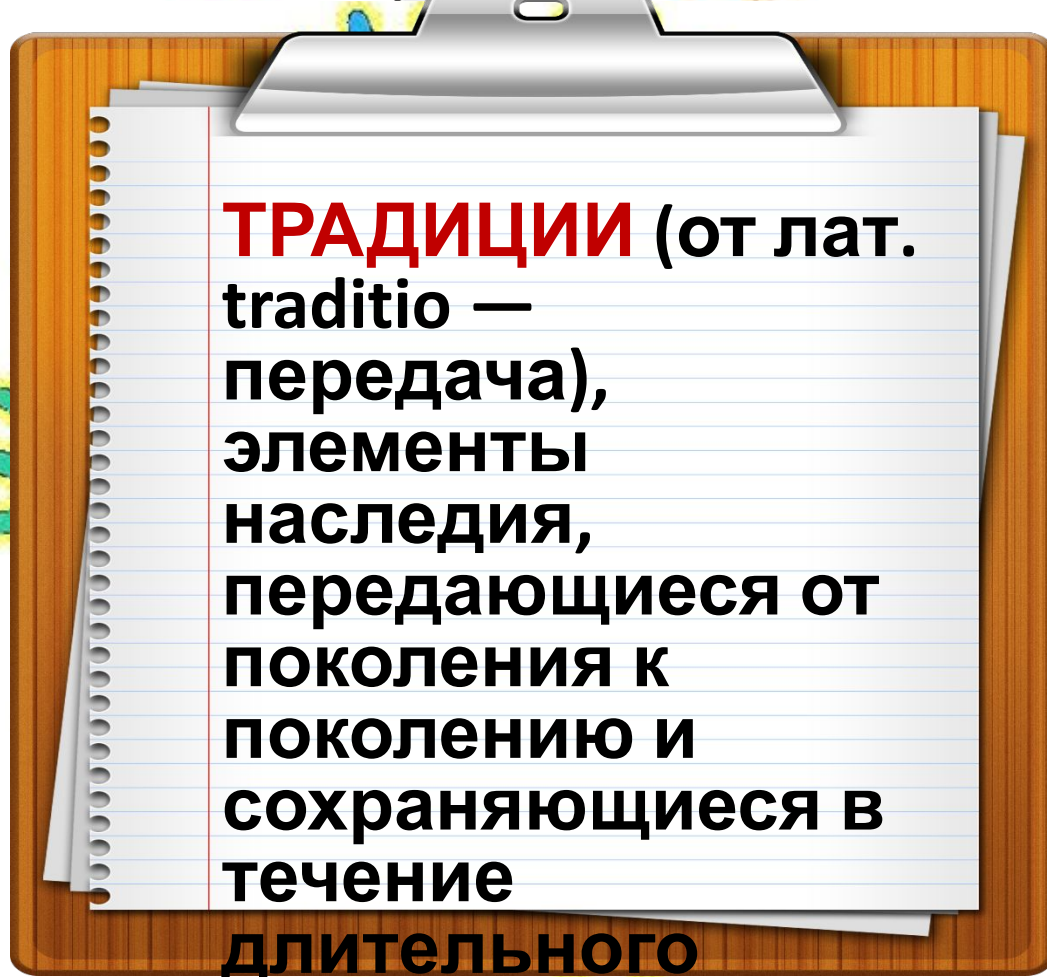 ТРАДИЦИИ (от лат.
traditio —
передача),
элементы
наследия,
передающиеся от
поколения к
поколению и
сохраняющиеся в
течение
длительного